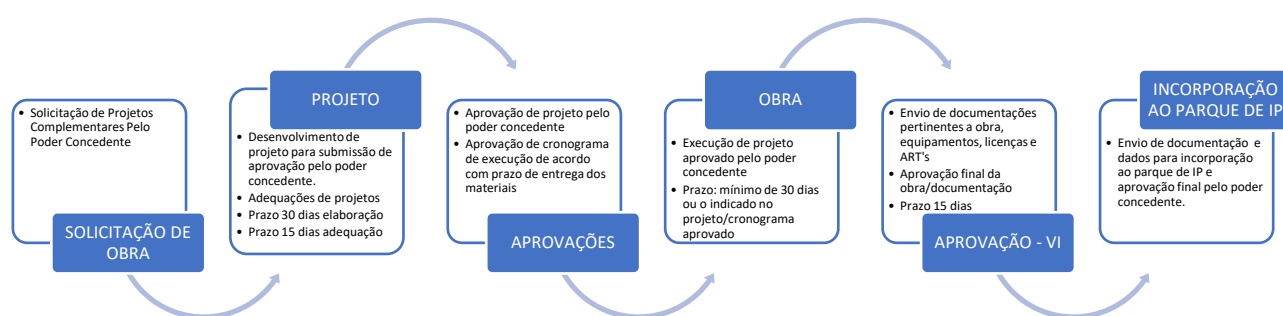 • Solicitação de Projetos
Complementares Pelo
Poder Concedente
SOLICITAÇÃO DE
OBRA
PROJETO
• Desenvolvimento de
projeto para submissão de
aprovação pelo poder
concedente.
• Adequações de projetos
• Prazo 30 dias elaboração
• Prazo 15 dias adequação
• Aprovação de projeto pelo
poder concedente
• Aprovação de cronograma
de execução de acordo
com prazo de entrega dos
materiais
APROVAÇÕES
OBRA
• Execução de projeto
aprovado pelo poder
concedente
• Prazo: mínimo de 30 dias
ou o indicado no
projeto/cronograma
aprovado
• Envio de documentações
pertinentes a obra,
equipamentos, licenças e
ART's
• Aprovação final da
obra/documentação
• Prazo 15 dias
APROVAÇÃO - VI
INCORPORAÇÃO
AO PARQUE DE IP
• Envio de documentação e
dados para incorporação
ao parque de IP e
aprovação final pelo poder
concedente.